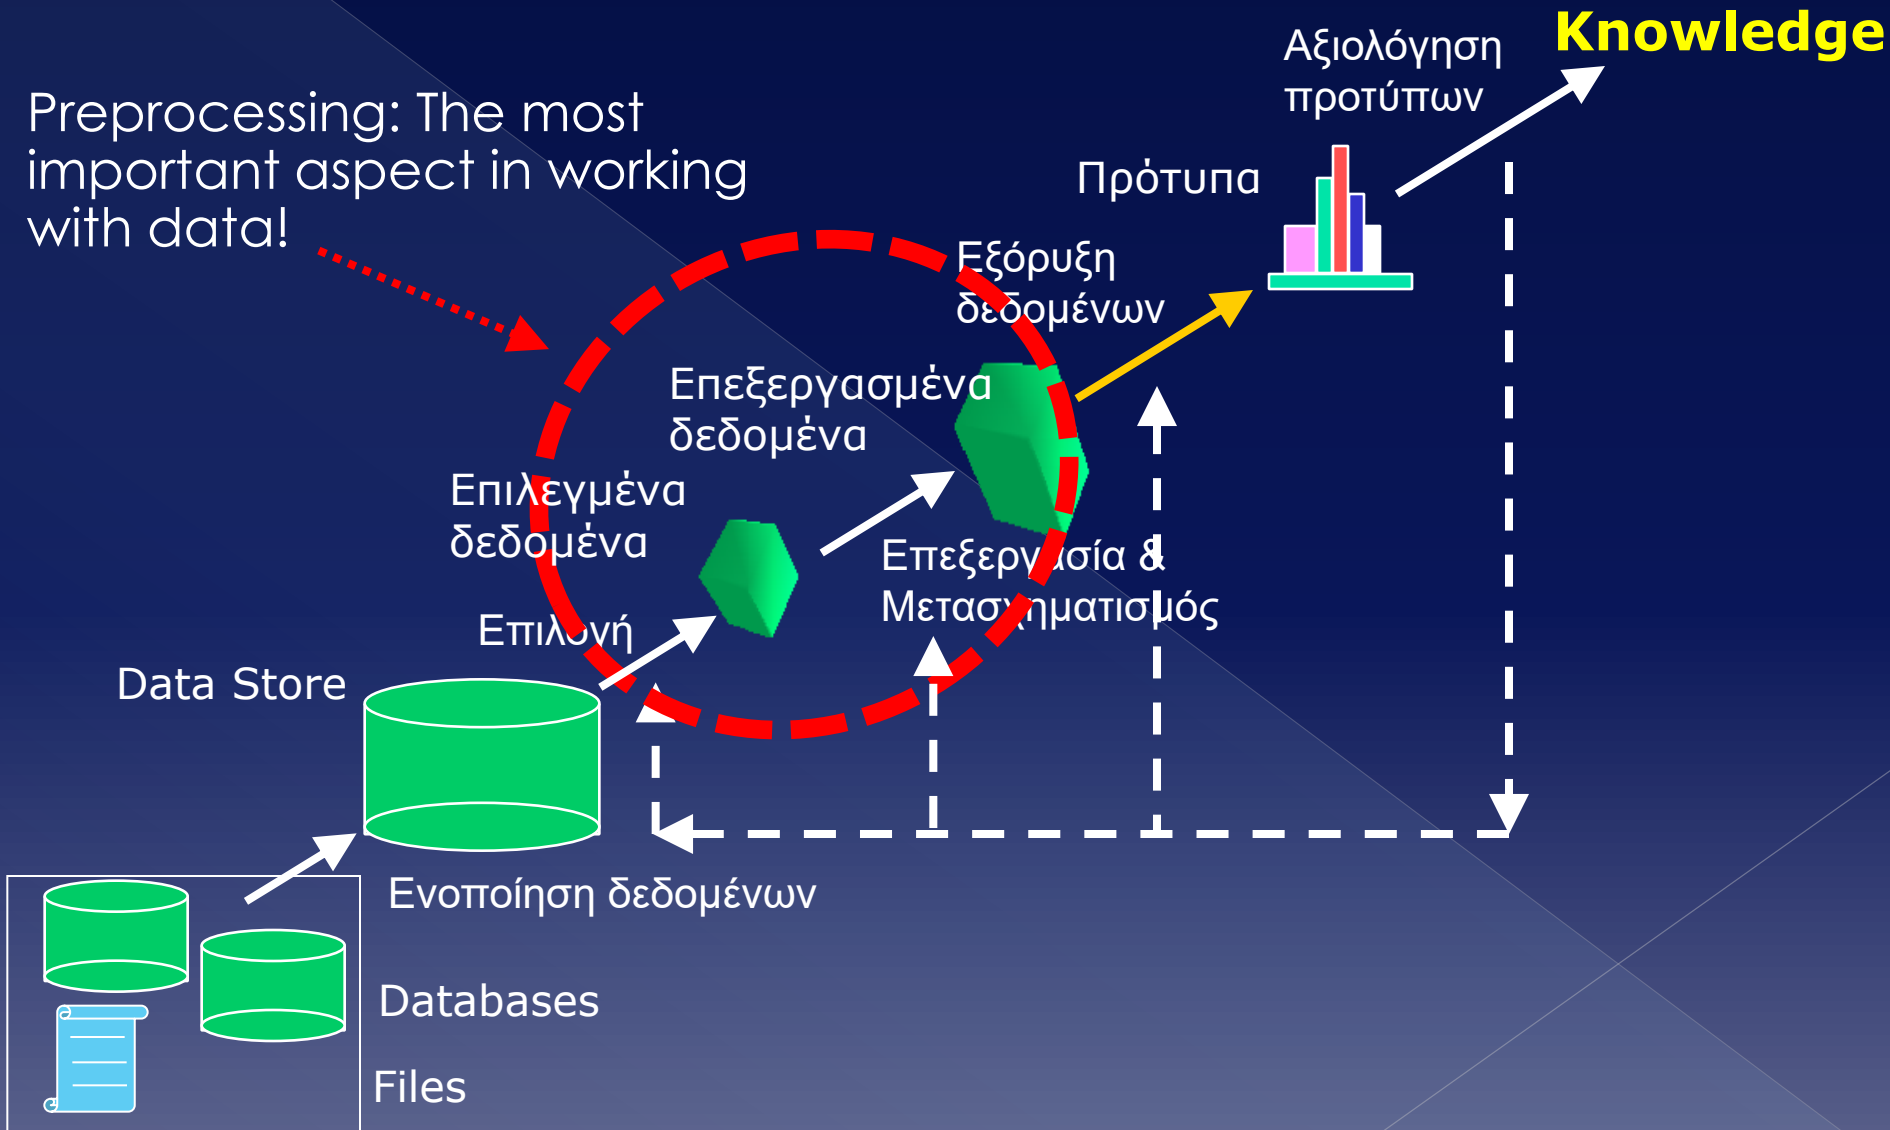 Knowledge
Αξιολόγηση
προτύπων
Preprocessing: The most
important aspect in working
with data!
Πρότυπα
Εξόρυξη
δεδομένων
Επεξεργασμένα
δεδομένα
Επιλεγμένα
δεδομένα
Επεξεργασία &
Μετασχηματισμός
Επιλογή
Data Store
Ενοποίηση δεδομένων
Databases
Files